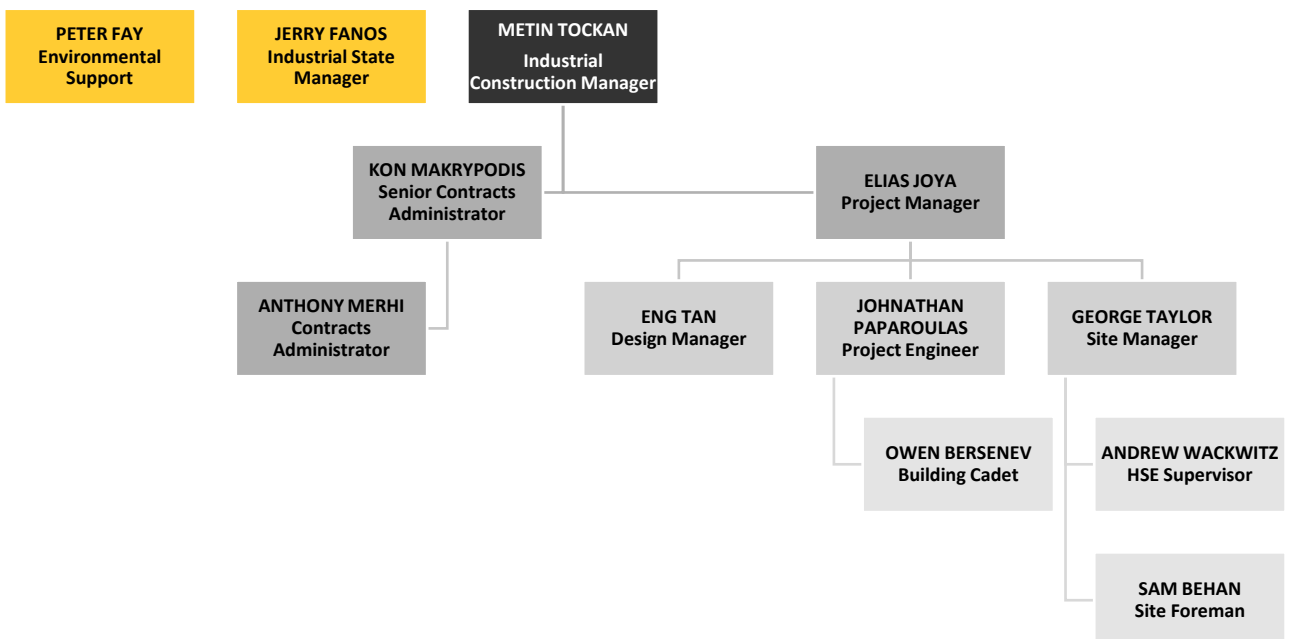 PETER FAY
Environmental
Support
JERRY FANOS
Industrial State
Manager
METIN TOCKAN
Industrial
Construction Manager
KON MAKRYPODIS
Senior Contracts
Administrator
ELIAS JOYA
Project Manager
ANTHONY MERHI
Contracts
Administrator
ENG TAN
Design Manager
JOHNATHAN
PAPAROULAS
Project Engineer
GEORGE TAYLOR
Site Manager
OWEN BERSENEV
Building Cadet
ANDREW WACKWITZ
HSE Supervisor
SAM BEHAN
Site Foreman